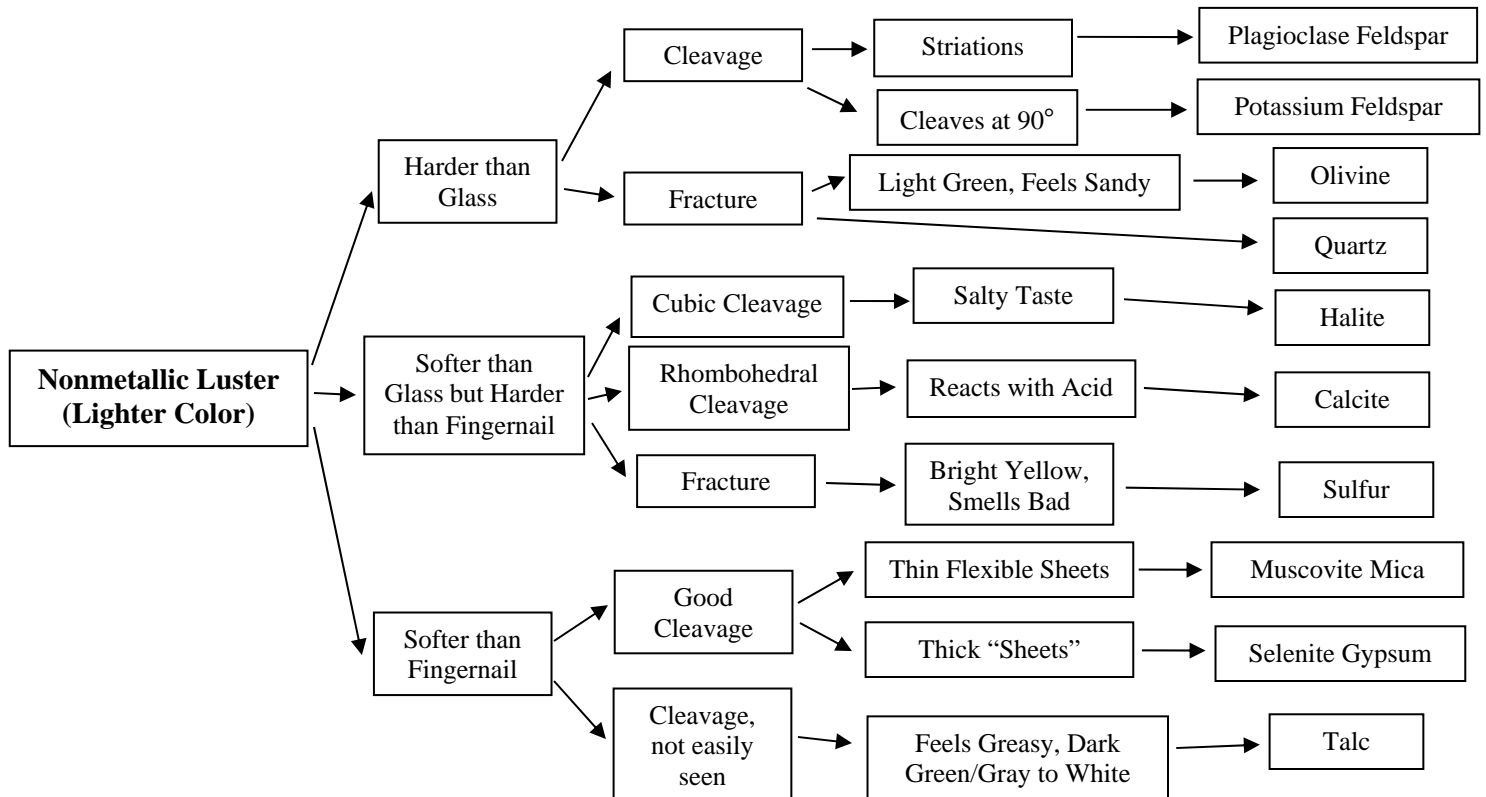 Nonmetallic Luster
(Lighter Color)
Harder than
Glass
Cleavage
Striations
Plagioclase Feldspar
Cleaves at 90°
Potassium Feldspar
Fracture
Light Green, Feels Sandy
Olivine
Quartz
Softer than
Glass but Harder
than Fingernail
Cubic Cleavage
Salty Taste
Halite
Rhombohedral
Cleavage
Reacts with Acid
Calcite
Fracture
Bright Yellow,
Smells Bad
Sulfur
Softer than
Fingernail
Good
Cleavage
Thin Flexible Sheets
Muscovite Mica
Thick “Sheets”
Selenite Gypsum
Cleavage,
not easily
seen
Feels Greasy, Dark
Green/Gray to White
Talc